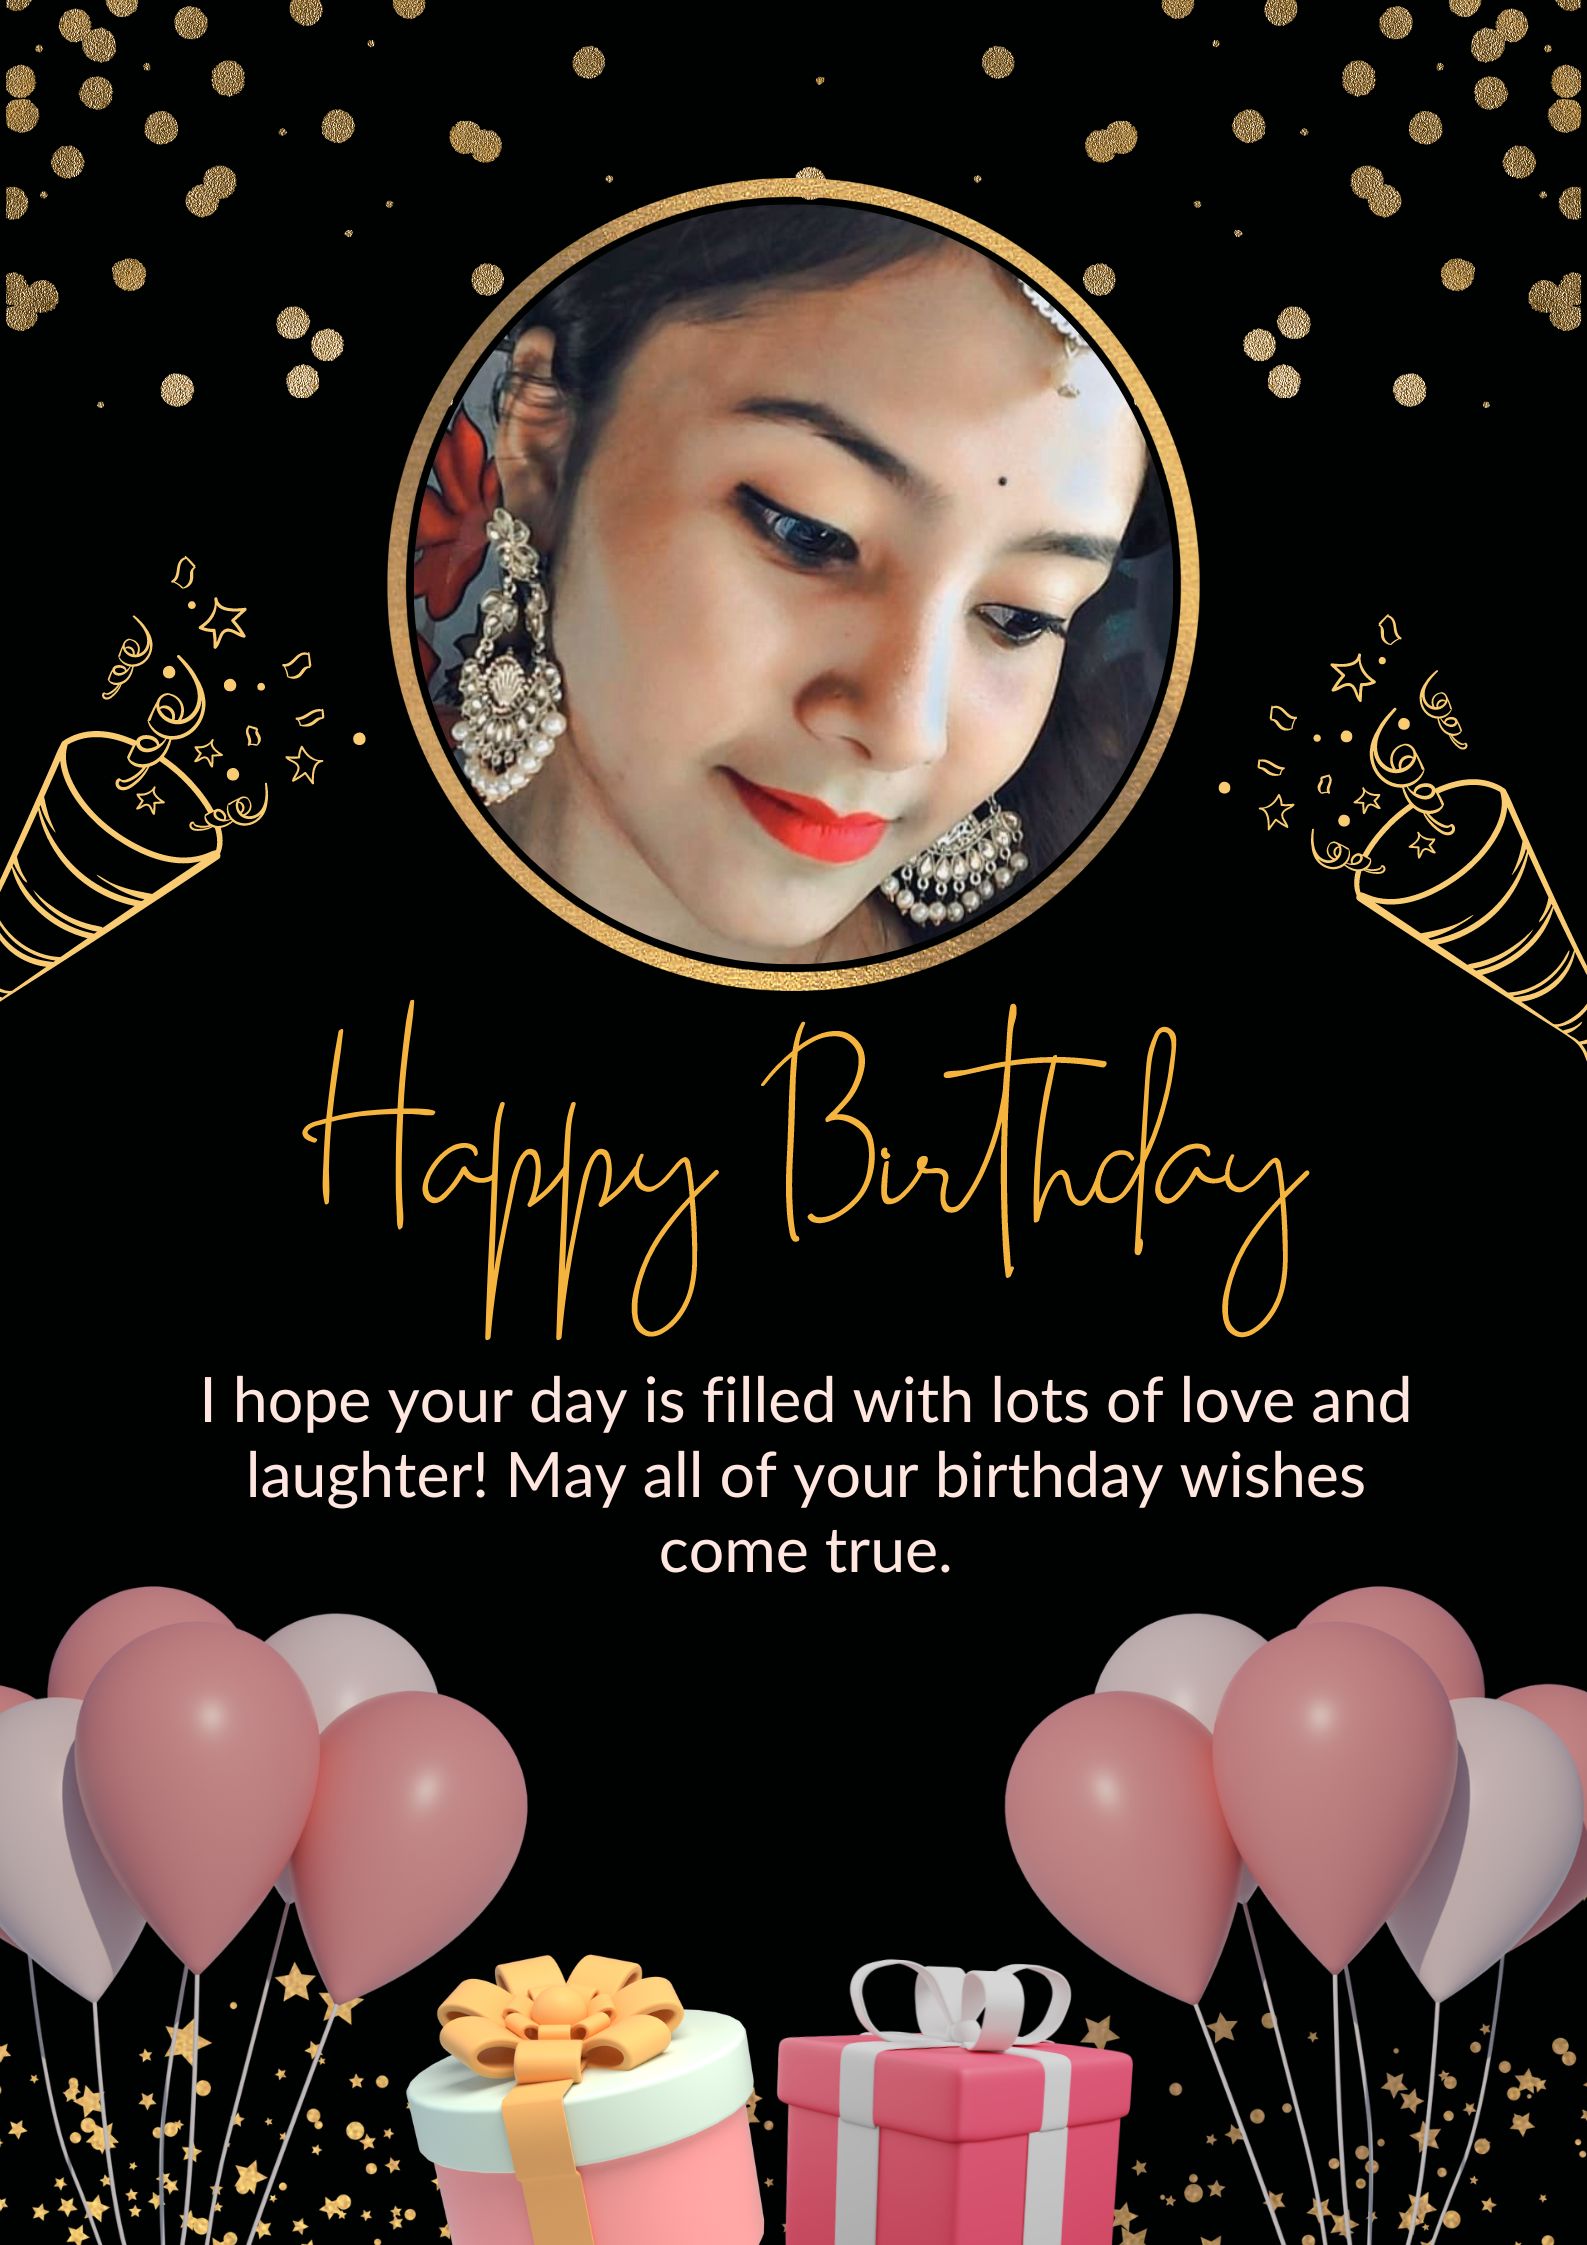 Happy Birthday
I hope your day is filled with lots of love and
laughter! May all of your birthday wishes
come true.